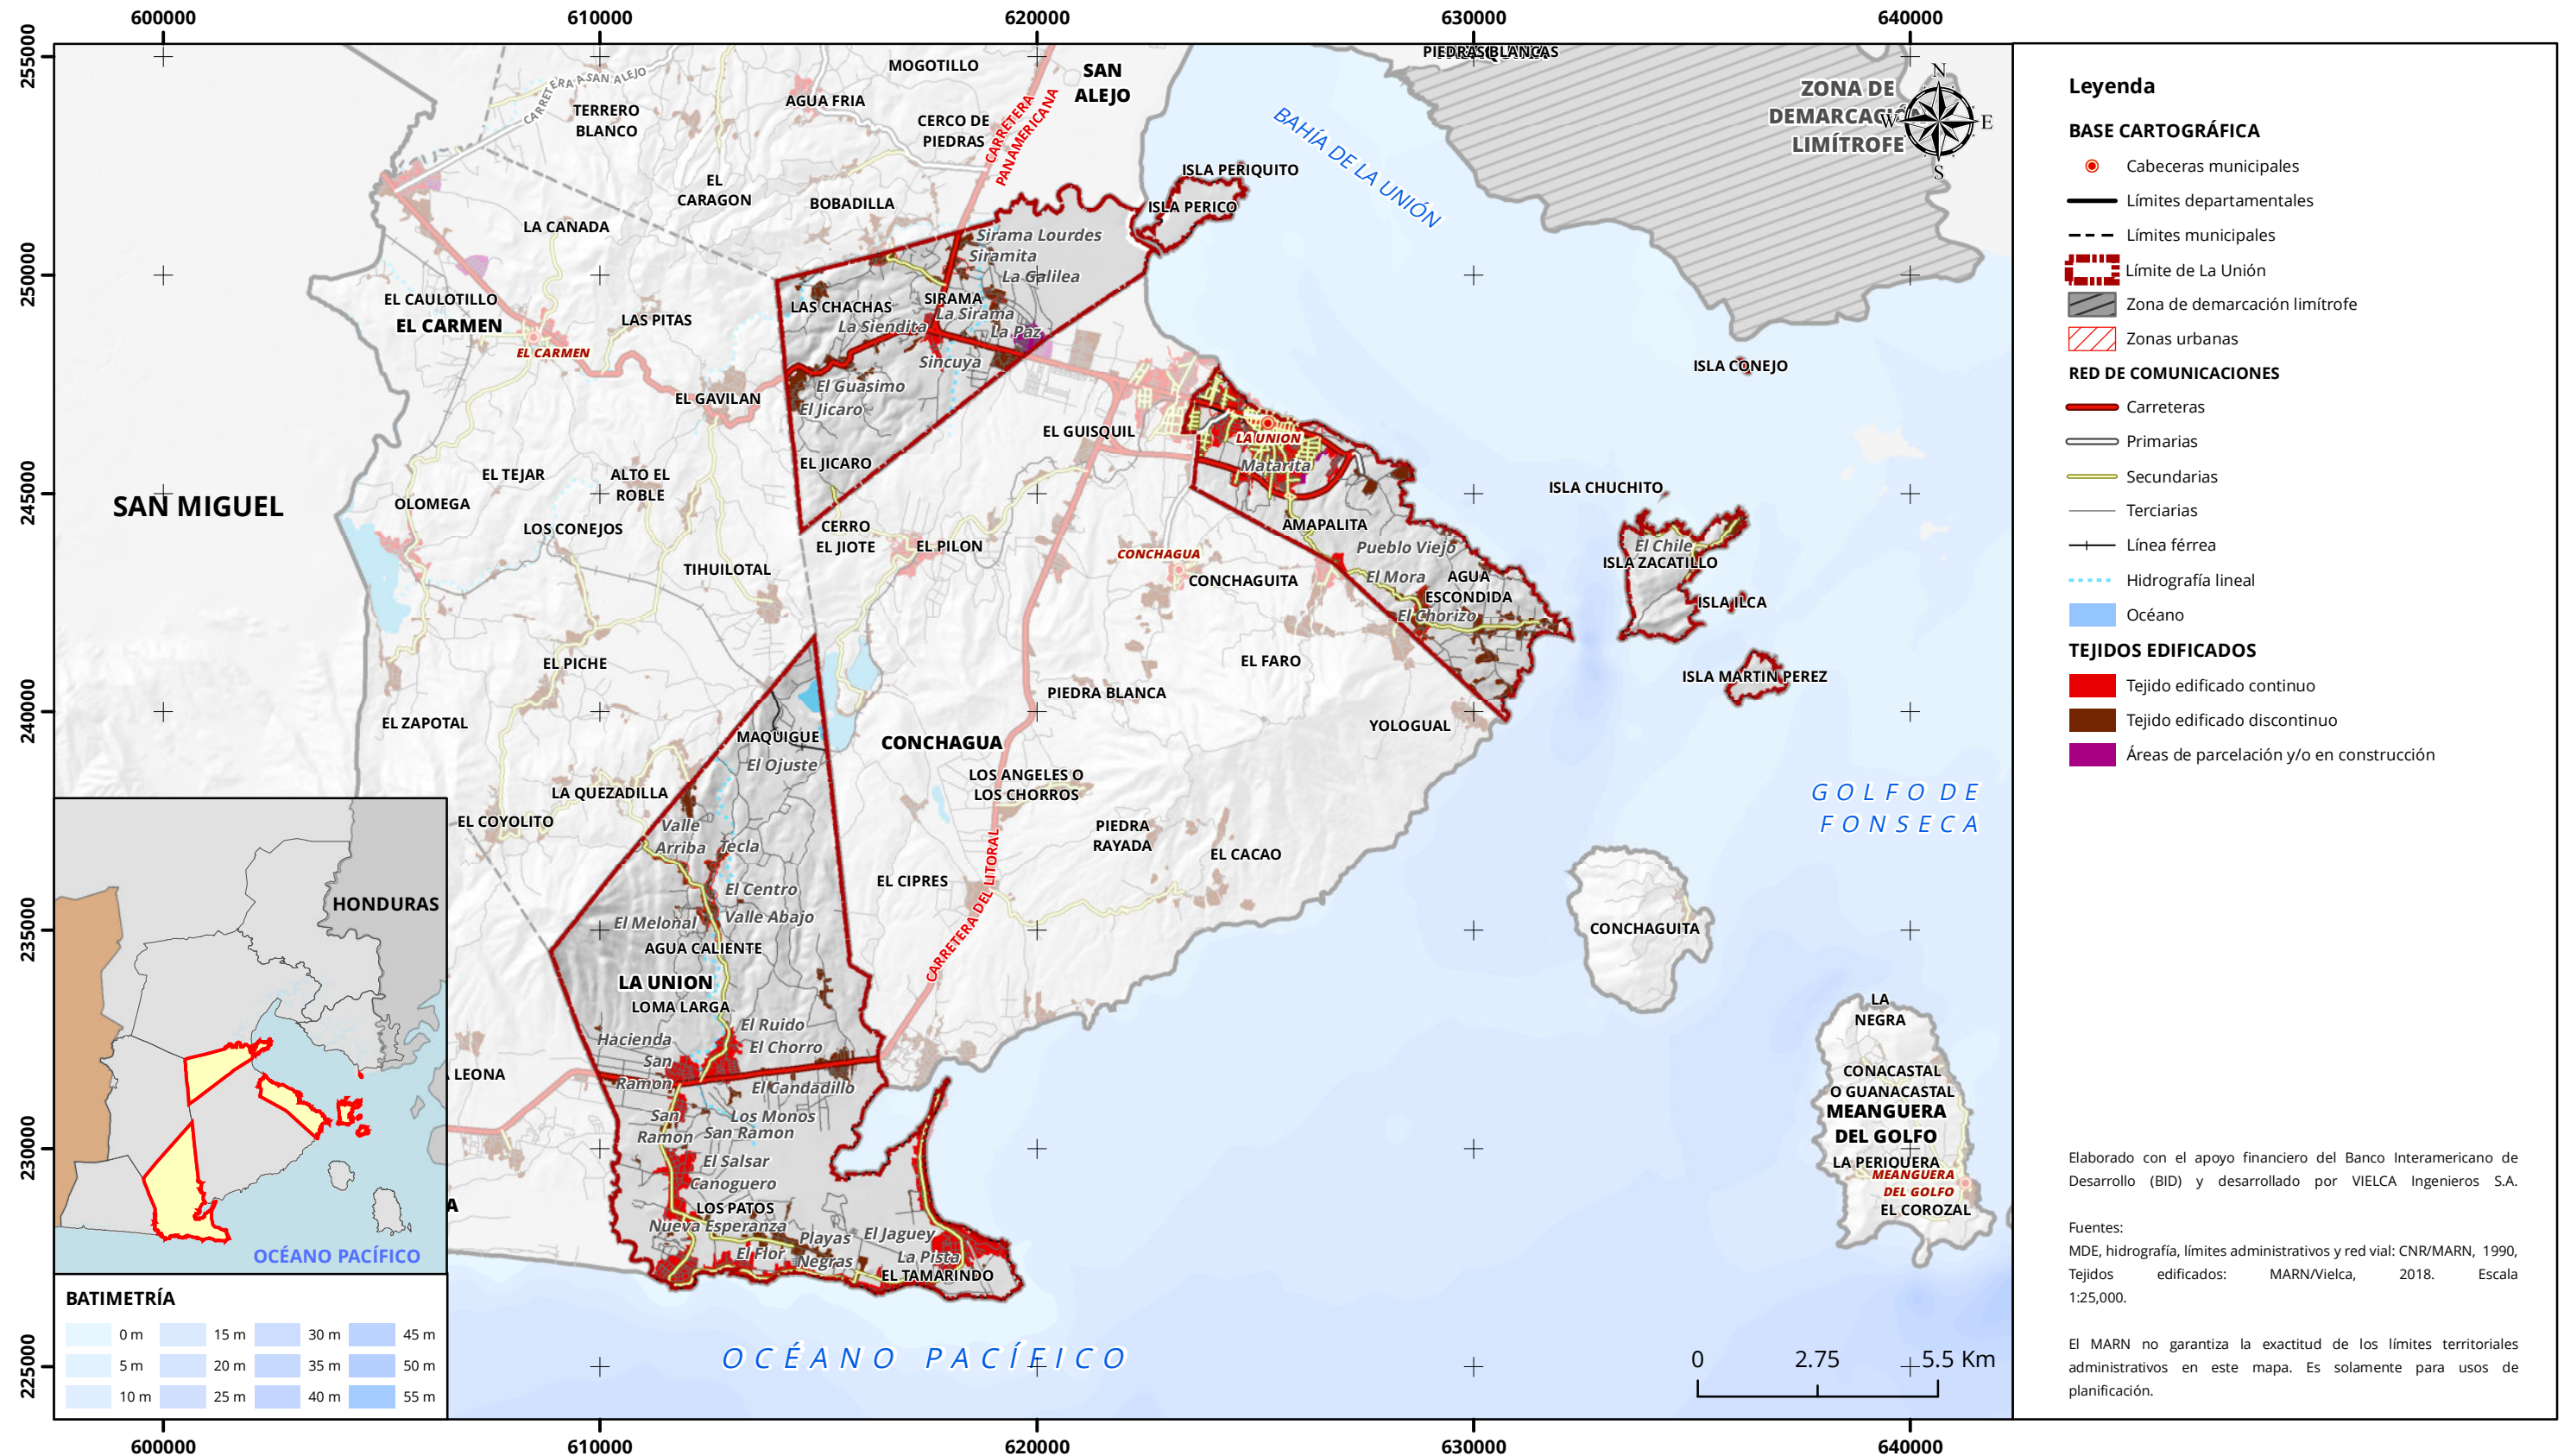 600000
610000
620000
630000
640000
255000
250000
245000
240000
235000
230000
225000
600000
610000
620000
630000
640000
PIEDRAS BLANCAS
MOGOTILLO
SAN
ALEJO
CARRETERA A SAN ALEJO
TERRERO
BLANCO
AGUA FRIA
CERCO DE
PIEDRAS
CARRETERA
PANAMERICANA
ZONA DE
DEMARCACIÓN
LIMÍTROFE
N
W
E
S
BAHÍA DE LA UNIÓN
ISLA PERIQUITO
ISLA PERICO
EL
CARAGON
BOBADILLA
LA CANADA
Sirama Lourdes
Siramita
La Galilea
EL CAULOTILLO
EL CARMEN
LAS PITAS
LAS CHACHAS
SIRAMA
La Sirama
La Siendita
La Paz
EL CARMEN
Sincuya
El Guasimo
El Jicaro
EL GAVILAN
ISLA CONEJO
EL GUISQUIL
LA UNION
Matarita
EL JICARO
EL TEJAR
ALTO EL
ROBLE
SAN MIGUEL
OLOMEGA
LOS CONEJOS
CERRO
EL JIOTE
EL PILON
TIHUILOTAL
CONCHAGUA
CONCHAGUITA
AMAPALITA
Pueblo Viejo
El Mora
AGUA
ESCONDIDA
El Chorizo
ISLA CHUCHITO
El Chile
ISLA ZACATILLO
ISLA ILCA
ISLA MARTIN PEREZ
EL PICHE
EL FARO
PIEDRA BLANCA
YOLOGUAL
EL ZAPOTAL
MAQUIGUE
El Ojuste
CONCHAGUA
LOS ANGELES O
LOS CHORROS
LA QUEZADILLA
EL COYOLITO
Valle
Arriba
Tecla
PIEDRA
RAYADA
EL CACAO
GOLFO DE
FONSECA
EL CIPRES
CARRETERA DEL LITORAL
El Centro
El Melonal
Valle Abajo
AGUA CALIENTE
LA UNION
LOMA LARGA
CONCHAGUITA
Hacienda
San
Ramon
El Ruido
El Chorro
El Candadillo
LEONA
San
Ramon
Los Monos
San Ramon
El Salsar
Canoguero
LOS PATOS
Nueva Esperanza
El Flor
Playas
Negras
El Jaguey
La Pista
EL TAMARINDO
A
LA
NEGRA
CONACASTAL
O GUANACASTAL
MEANGUERA
DEL GOLFO
LA PERIQUERA
MEANGUERA
DEL GOLFO
EL COROZAL
OCÉANO PACÍFICO
0 2.75 5.5 Km
HONDURAS
OCÉANO PACÍFICO
BATIMETRÍA
0 m 15 m 30 m 45 m
5 m 20 m 35 m 50 m
10 m 25 m 40 m 55 m
Leyenda
BASE CARTOGRÁFICA
Cabeceras municipales
Límites departamentales
Límites municipales
Límite de La Unión
Zona de demarcación limítrofe
Zonas urbanas
RED DE COMUNICACIONES
Carreteras
Primarias
Secundarias
Terciarias
Línea férrea
Hidrografía lineal
Océano
TEJIDOS EDIFICADOS
Tejido edificado continuo
Tejido edificado discontinuo
Áreas de parcelación y/o en construcción
Elaborado con el apoyo financiero del Banco Interamericano de
Desarrollo (BID) y desarrollado por VIELCA Ingenieros S.A.
Fuentes:
MDE, hidrografía, límites administrativos y red vial: CNR/MARN, 1990,
Tejidos edificados: MARN/Vielca, 2018. Escala
1:25,000.
El MARN no garantiza la exactitud de los límites territoriales
administrativos en este mapa. Es solamente para usos de
planificación.